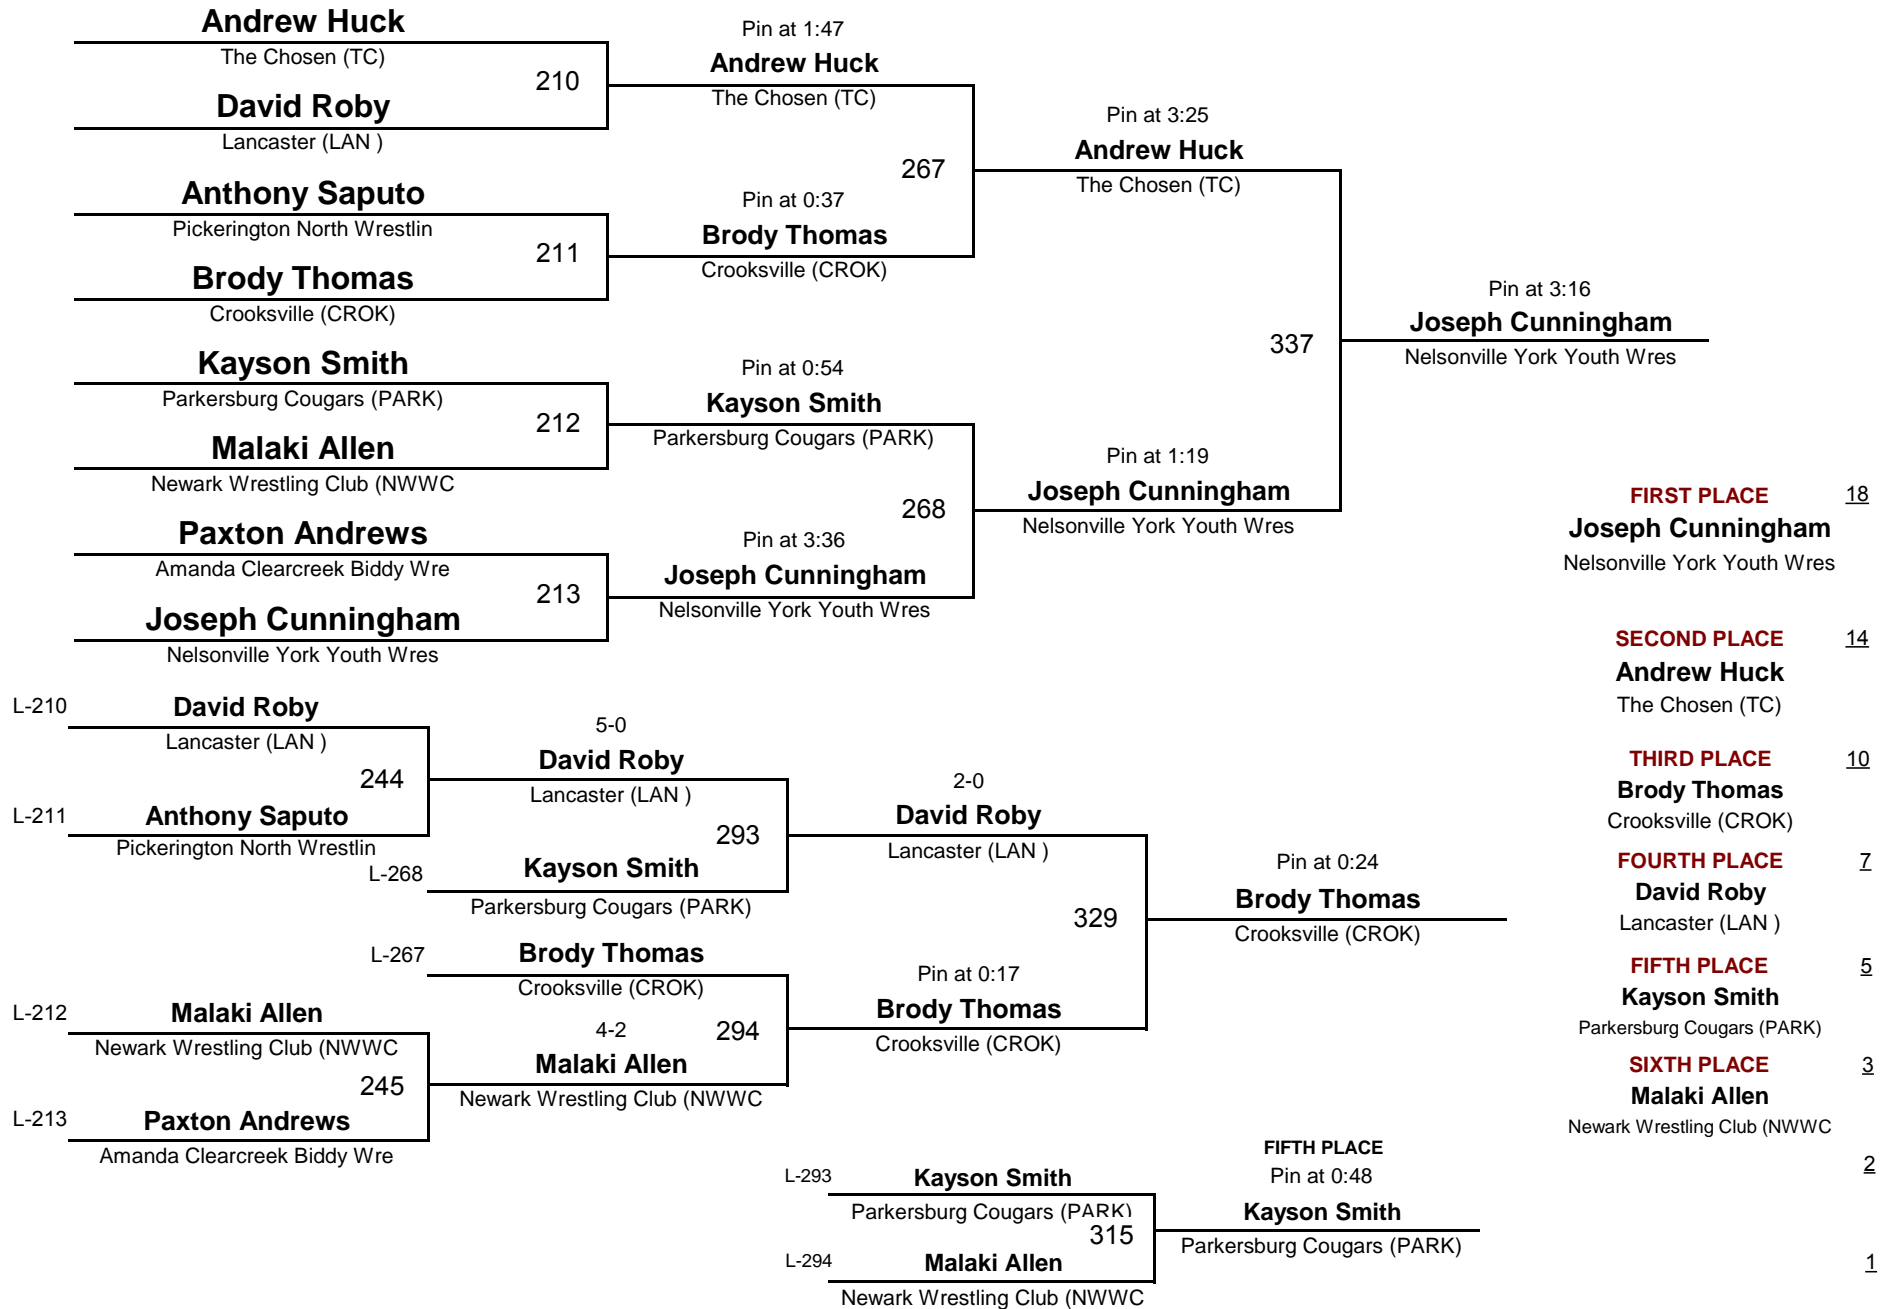 Andrew Huck
The Chosen (TC)
210
David Roby
Lancaster (LAN )
Anthony Saputo
Pickerington North Wrestlin
211
Brody Thomas
Crooksville (CROK)
Kayson Smith
Parkersburg Cougars (PARK)
212
Malaki Allen
Newark Wrestling Club (NWWC
Paxton Andrews
Amanda Clearcreek Biddy Wre
213
Joseph Cunningham
Nelsonville York Youth Wres
Pin at 1:47
Andrew Huck
The Chosen (TC)
267
Pin at 0:37
Brody Thomas
Crooksville (CROK)
Pin at 0:54
Kayson Smith
Parkersburg Cougars (PARK)
268
Pin at 3:36
Joseph Cunningham
Nelsonville York Youth Wres
Pin at 3:25
Andrew Huck
The Chosen (TC)
337
Pin at 1:19
Joseph Cunningham
Nelsonville York Youth Wres
Pin at 3:16
Joseph Cunningham
Nelsonville York Youth Wres
L-210
David Roby
Lancaster (LAN )
244
L-211
Anthony Saputo
Pickerington North Wrestlin
5-0
David Roby
Lancaster (LAN )
293
L-268
Kayson Smith
Parkersburg Cougars (PARK)
L-267
Brody Thomas
Crooksville (CROK)
294
L-212
Malaki Allen
Newark Wrestling Club (NWWC
245
L-213
Paxton Andrews
Amanda Clearcreek Biddy Wre
4-2
Malaki Allen
Newark Wrestling Club (NWWC
2-0
David Roby
Lancaster (LAN )
329
Pin at 0:17
Brody Thomas
Crooksville (CROK)
Pin at 0:24
Brody Thomas
Crooksville (CROK)
L-293
Kayson Smith
Parkersburg Cougars (PARK)
315
L-294
Malaki Allen
Newark Wrestling Club (NWWC
FIFTH PLACE
Pin at 0:48
Kayson Smith
Parkersburg Cougars (PARK)
FIRST PLACE 18
Joseph Cunningham
Nelsonville York Youth Wres
SECOND PLACE 14
Andrew Huck
The Chosen (TC)
THIRD PLACE 10
Brody Thomas
Crooksville (CROK)
FOURTH PLACE 7
David Roby
Lancaster (LAN )
FIFTH PLACE 5
Kayson Smith
Parkersburg Cougars (PARK)
SIXTH PLACE 3
Malaki Allen
Newark Wrestling Club (NWWC
2
1